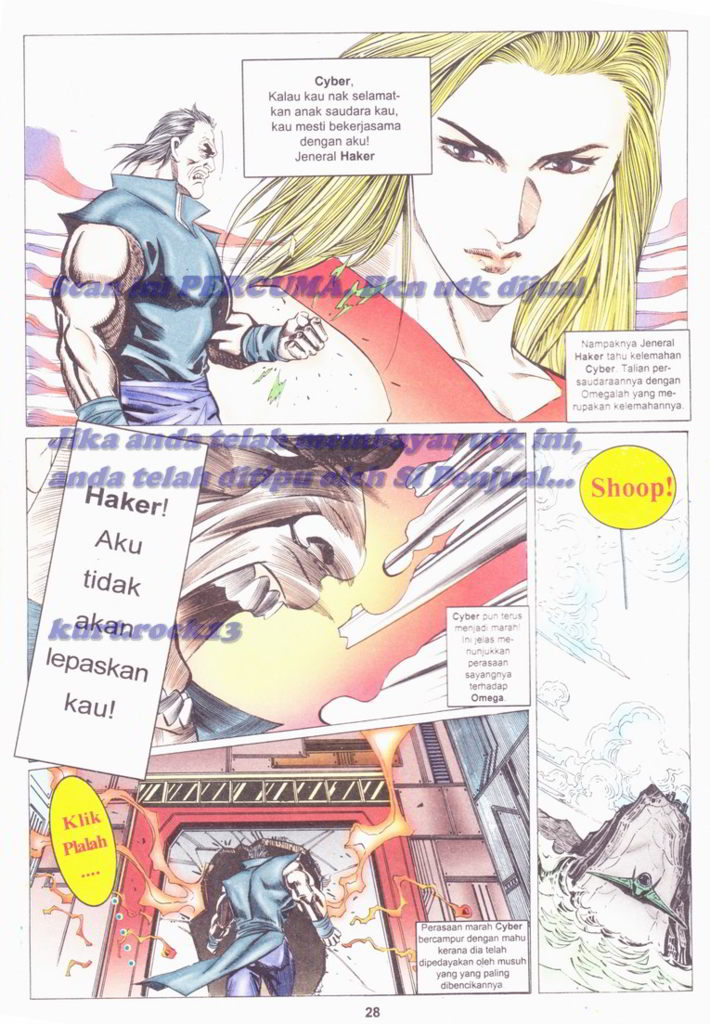 Cyber,
Kalau kau nak selamat-
kan anak saudara kau,
kau mesti bekerjasama
dengan aku!
Jeneral Haker
Scan ini PERCUMA. Bkn utk dijual
Nampaknya Jeneral
Haker tahu kelemahan
Cyber. Talian per-
saudaraannya dengan
Omegalah yang me-
rupakan kelemahannya.
Jika anda telah membayar utk ini,
anda telah ditipu oleh Si Penjual...
Haker!
Aku
tidak
akan
lepaskan
kau!
Shoop!
kurarock13
Cyber pun terus
menjadi marah!
Ini jelas me-
nunjukkan
perasaan
sayangnya
terhadap
Omega.
Klik
Plalah
....
Perasaan marah Cyber
bercampur dengan mahu
kerana dia telah
dipedayakan oleh musuh
yang yang paling
dibencikannya
28